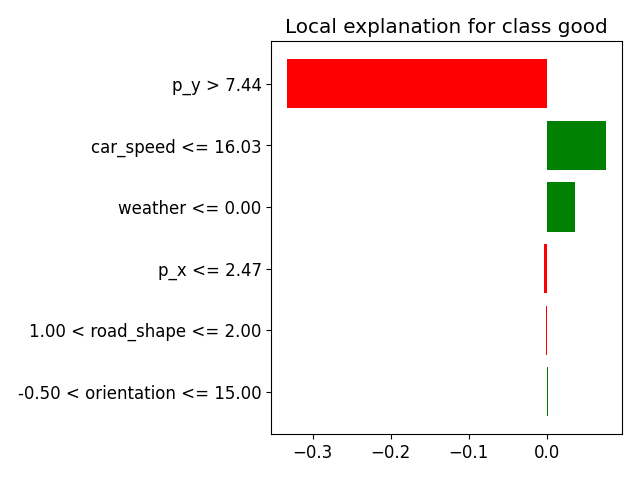 Local explanation for class good
p_y > 7.44
car_speed <= 16.03
weather <= 0.00
p_x <= 2.47
1.00 < road_shape <= 2.00
-0.50 < orientation <= 15.00
−0.3 −0.2 −0.1 0.0